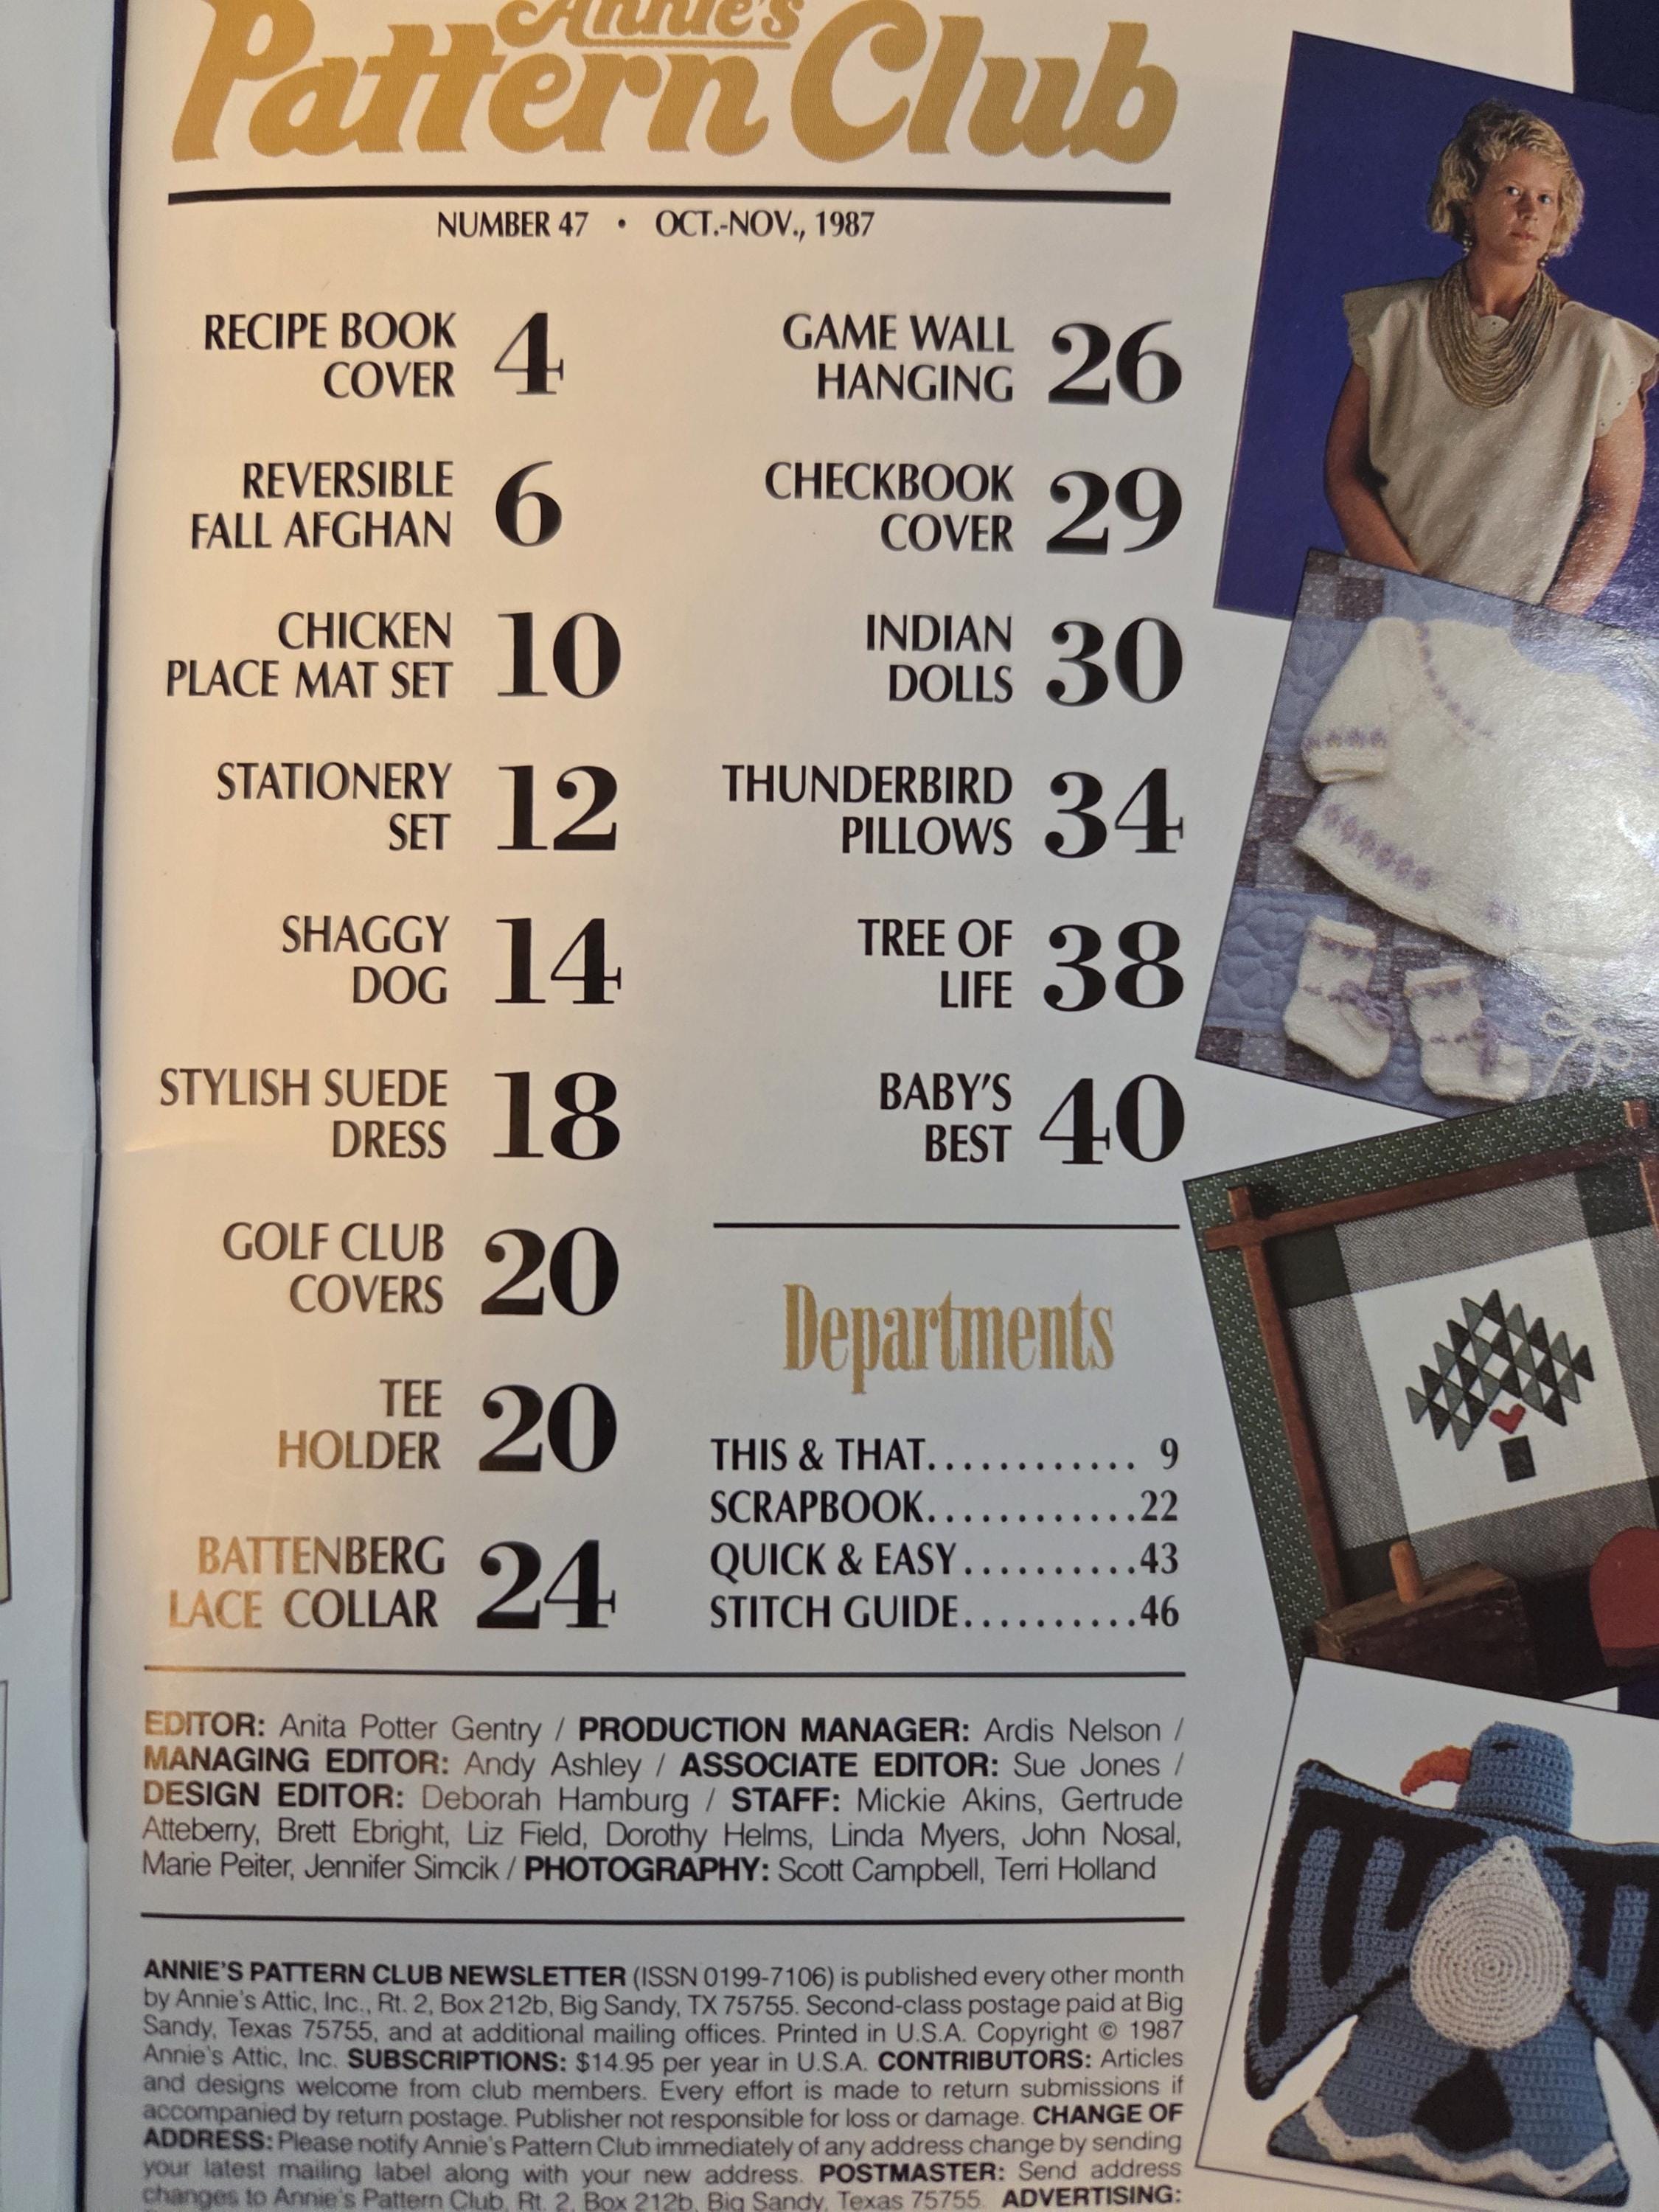 Annie's
Pattern Club
NUMBER 47 • OCT.-NOV., 1987
RECIPE BOOK
COVER 4
REVERSIBLE
FALL AFGHAN 6
CHICKEN
PLACE MAT SET 10
STATIONERY
SET 12
SHAGGY
DOG 14
STYLISH SUEDE
DRESS 18
GOLF CLUB
COVERS 20
TEE
HOLDER 20
BATTENBERG
LACE COLLAR 24
GAME WALL
HANGING 26
CHECKBOOK
COVER 29
INDIAN
DOLLS 30
THUNDERBIRD
PILLOWS 34
TREE OF
LIFE 38
BABY'S
BEST 40
Departments
THIS & THAT............ 9
SCRAPBOOK............22
QUICK & EASY..........43
STITCH GUIDE..........46
EDITOR: Anita Potter Gentry / PRODUCTION MANAGER: Ardis Nelson /
MANAGING EDITOR: Andy Ashley / ASSOCIATE EDITOR: Sue Jones /
DESIGN EDITOR: Deborah Hamburg / STAFF: Mickie Akins, Gertrude
Atteberry, Brett Ebright, Liz Field, Dorothy Helms, Linda Myers, John Nosal,
Marie Peiter, Jennifer Simcik / PHOTOGRAPHY: Scott Campbell, Terri Holland
ANNIE'S PATTERN CLUB NEWSLETTER (ISSN 0199-7106) is published every other month
by Annie's Attic, Inc., Rt. 2, Box 212b, Big Sandy, TX 75755. Second-class postage paid at Big
Sandy, Texas 75755, and at additional mailing offices. Printed in U.S.A. Copyright © 1987
Annie's Attic, Inc. SUBSCRIPTIONS: $14.95 per year in U.S.A. CONTRIBUTORS: Articles
and designs welcome from club members. Every effort is made to return submissions if
accompanied by return postage. Publisher not responsible for loss or damage. CHANGE OF
ADDRESS: Please notify Annie's Pattern Club immediately of any address change by sending
your latest mailing label along with your new address. POSTMASTER: Send address
changes to Annie's Pattern Club, Rt. 2, Box 212b, Big Sandy, Texas 75755. ADVERTISING: